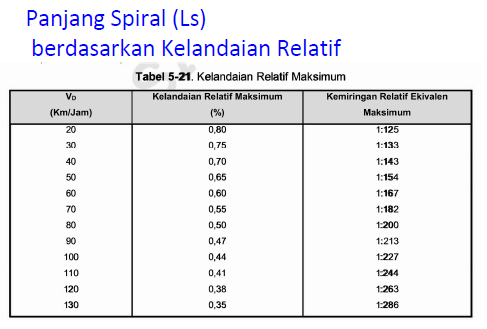 Panjang Spiral (Ls)
berdasarkan Kelandaian Relatif
Tabel 5-21. Kelandaian Relatif Maksimum
VD Kelandaian Relatif Maksimum Kemiringan Relatif Ekivalen
(Km/Jam) (%) Maksimum
20 0,80 1:125
30 0,75 1:133
40 0,70 1:143
50 0,65 1:154
60 0,60 1:167
70 0,55 1:182
80 0,50 1:200
90 0,47 1:213
100 0,44 1:227
110 0,41 1:244
120 0,38 1:263
130 0,35 1:286